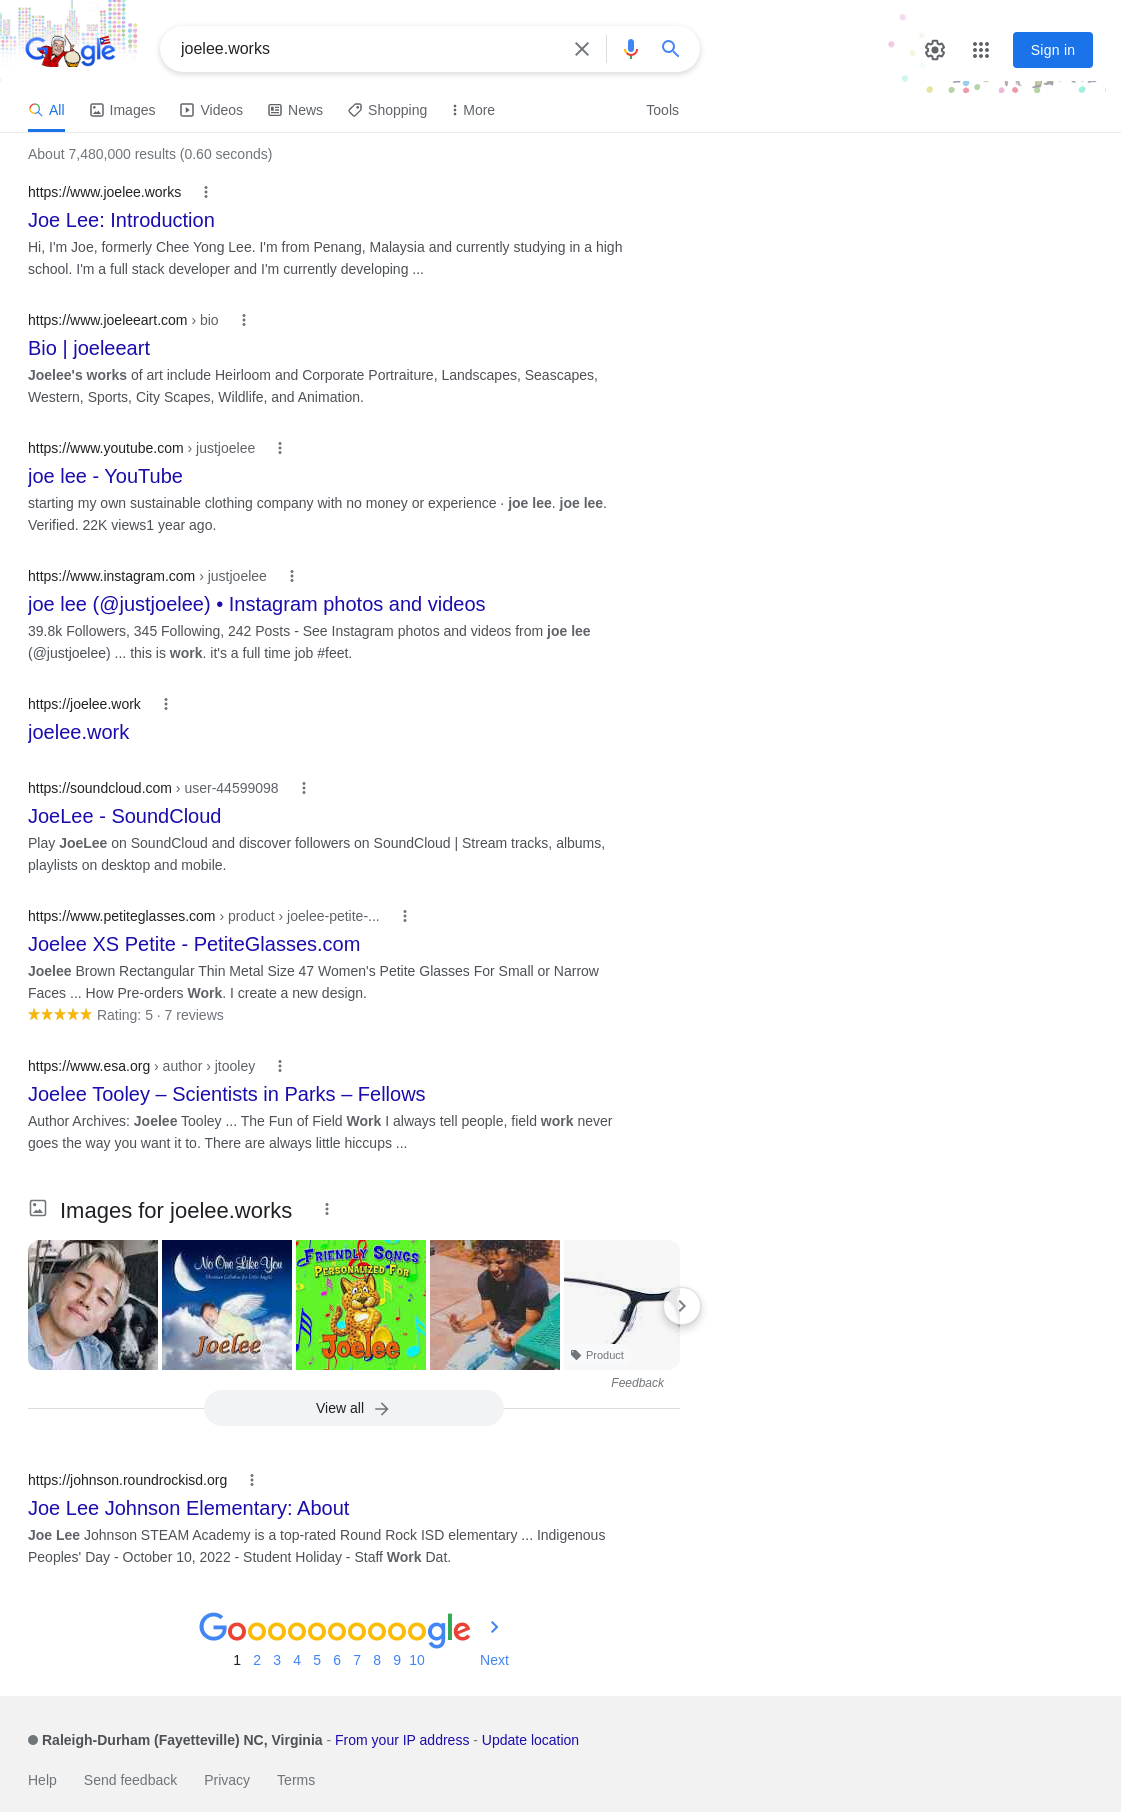 Google
joelee.works
Sign in
All
Images
Videos
News
Shopping
More
Tools
About 7,480,000 results (0.60 seconds)
https://www.joelee.works
Joe Lee: Introduction
Hi, I'm Joe, formerly Chee Yong Lee. I'm from Penang, Malaysia and currently studying in a high
school. I'm a full stack developer and I'm currently developing ...
https://www.joeleeart.com › bio
Bio | joeleeart
Joelee's works of art include Heirloom and Corporate Portraiture, Landscapes, Seascapes,
Western, Sports, City Scapes, Wildlife, and Animation.
https://www.youtube.com › justjoelee
joe lee - YouTube
starting my own sustainable clothing company with no money or experience · joe lee. joe lee.
Verified. 22K views1 year ago.
https://www.instagram.com › justjoelee
joe lee (@justjoelee) • Instagram photos and videos
39.8k Followers, 345 Following, 242 Posts - See Instagram photos and videos from joe lee
(@justjoelee) ... this is work. it's a full time job #feet.
https://joelee.work
joelee.work
https://soundcloud.com › user-44599098
JoeLee - SoundCloud
Play JoeLee on SoundCloud and discover followers on SoundCloud | Stream tracks, albums,
playlists on desktop and mobile.
https://www.petiteglasses.com › product › joelee-petite-...
Joelee XS Petite - PetiteGlasses.com
Joelee Brown Rectangular Thin Metal Size 47 Women's Petite Glasses For Small or Narrow
Faces ... How Pre-orders Work. I create a new design.
Rating: 5 · 7 reviews
https://www.esa.org › author › jtooley
Joelee Tooley – Scientists in Parks – Fellows
Author Archives: Joelee Tooley ... The Fun of Field Work I always tell people, field work never
goes the way you want it to. There are always little hiccups ...
Images for joelee.works
No One Like You
Joelee
FRIENDLY SONGS
PERSONALIZED FOR
Joelee
Product
Feedback
View all
https://johnson.roundrockisd.org
Joe Lee Johnson Elementary: About
Joe Lee Johnson STEAM Academy is a top-rated Round Rock ISD elementary ... Indigenous
Peoples' Day - October 10, 2022 - Student Holiday - Staff Work Dat.
Goooooooooogle
1 2 3 4 5 6 7 8 9 10 Next
Raleigh-Durham (Fayetteville) NC, Virginia - From your IP address - Update location
Help Send feedback Privacy Terms